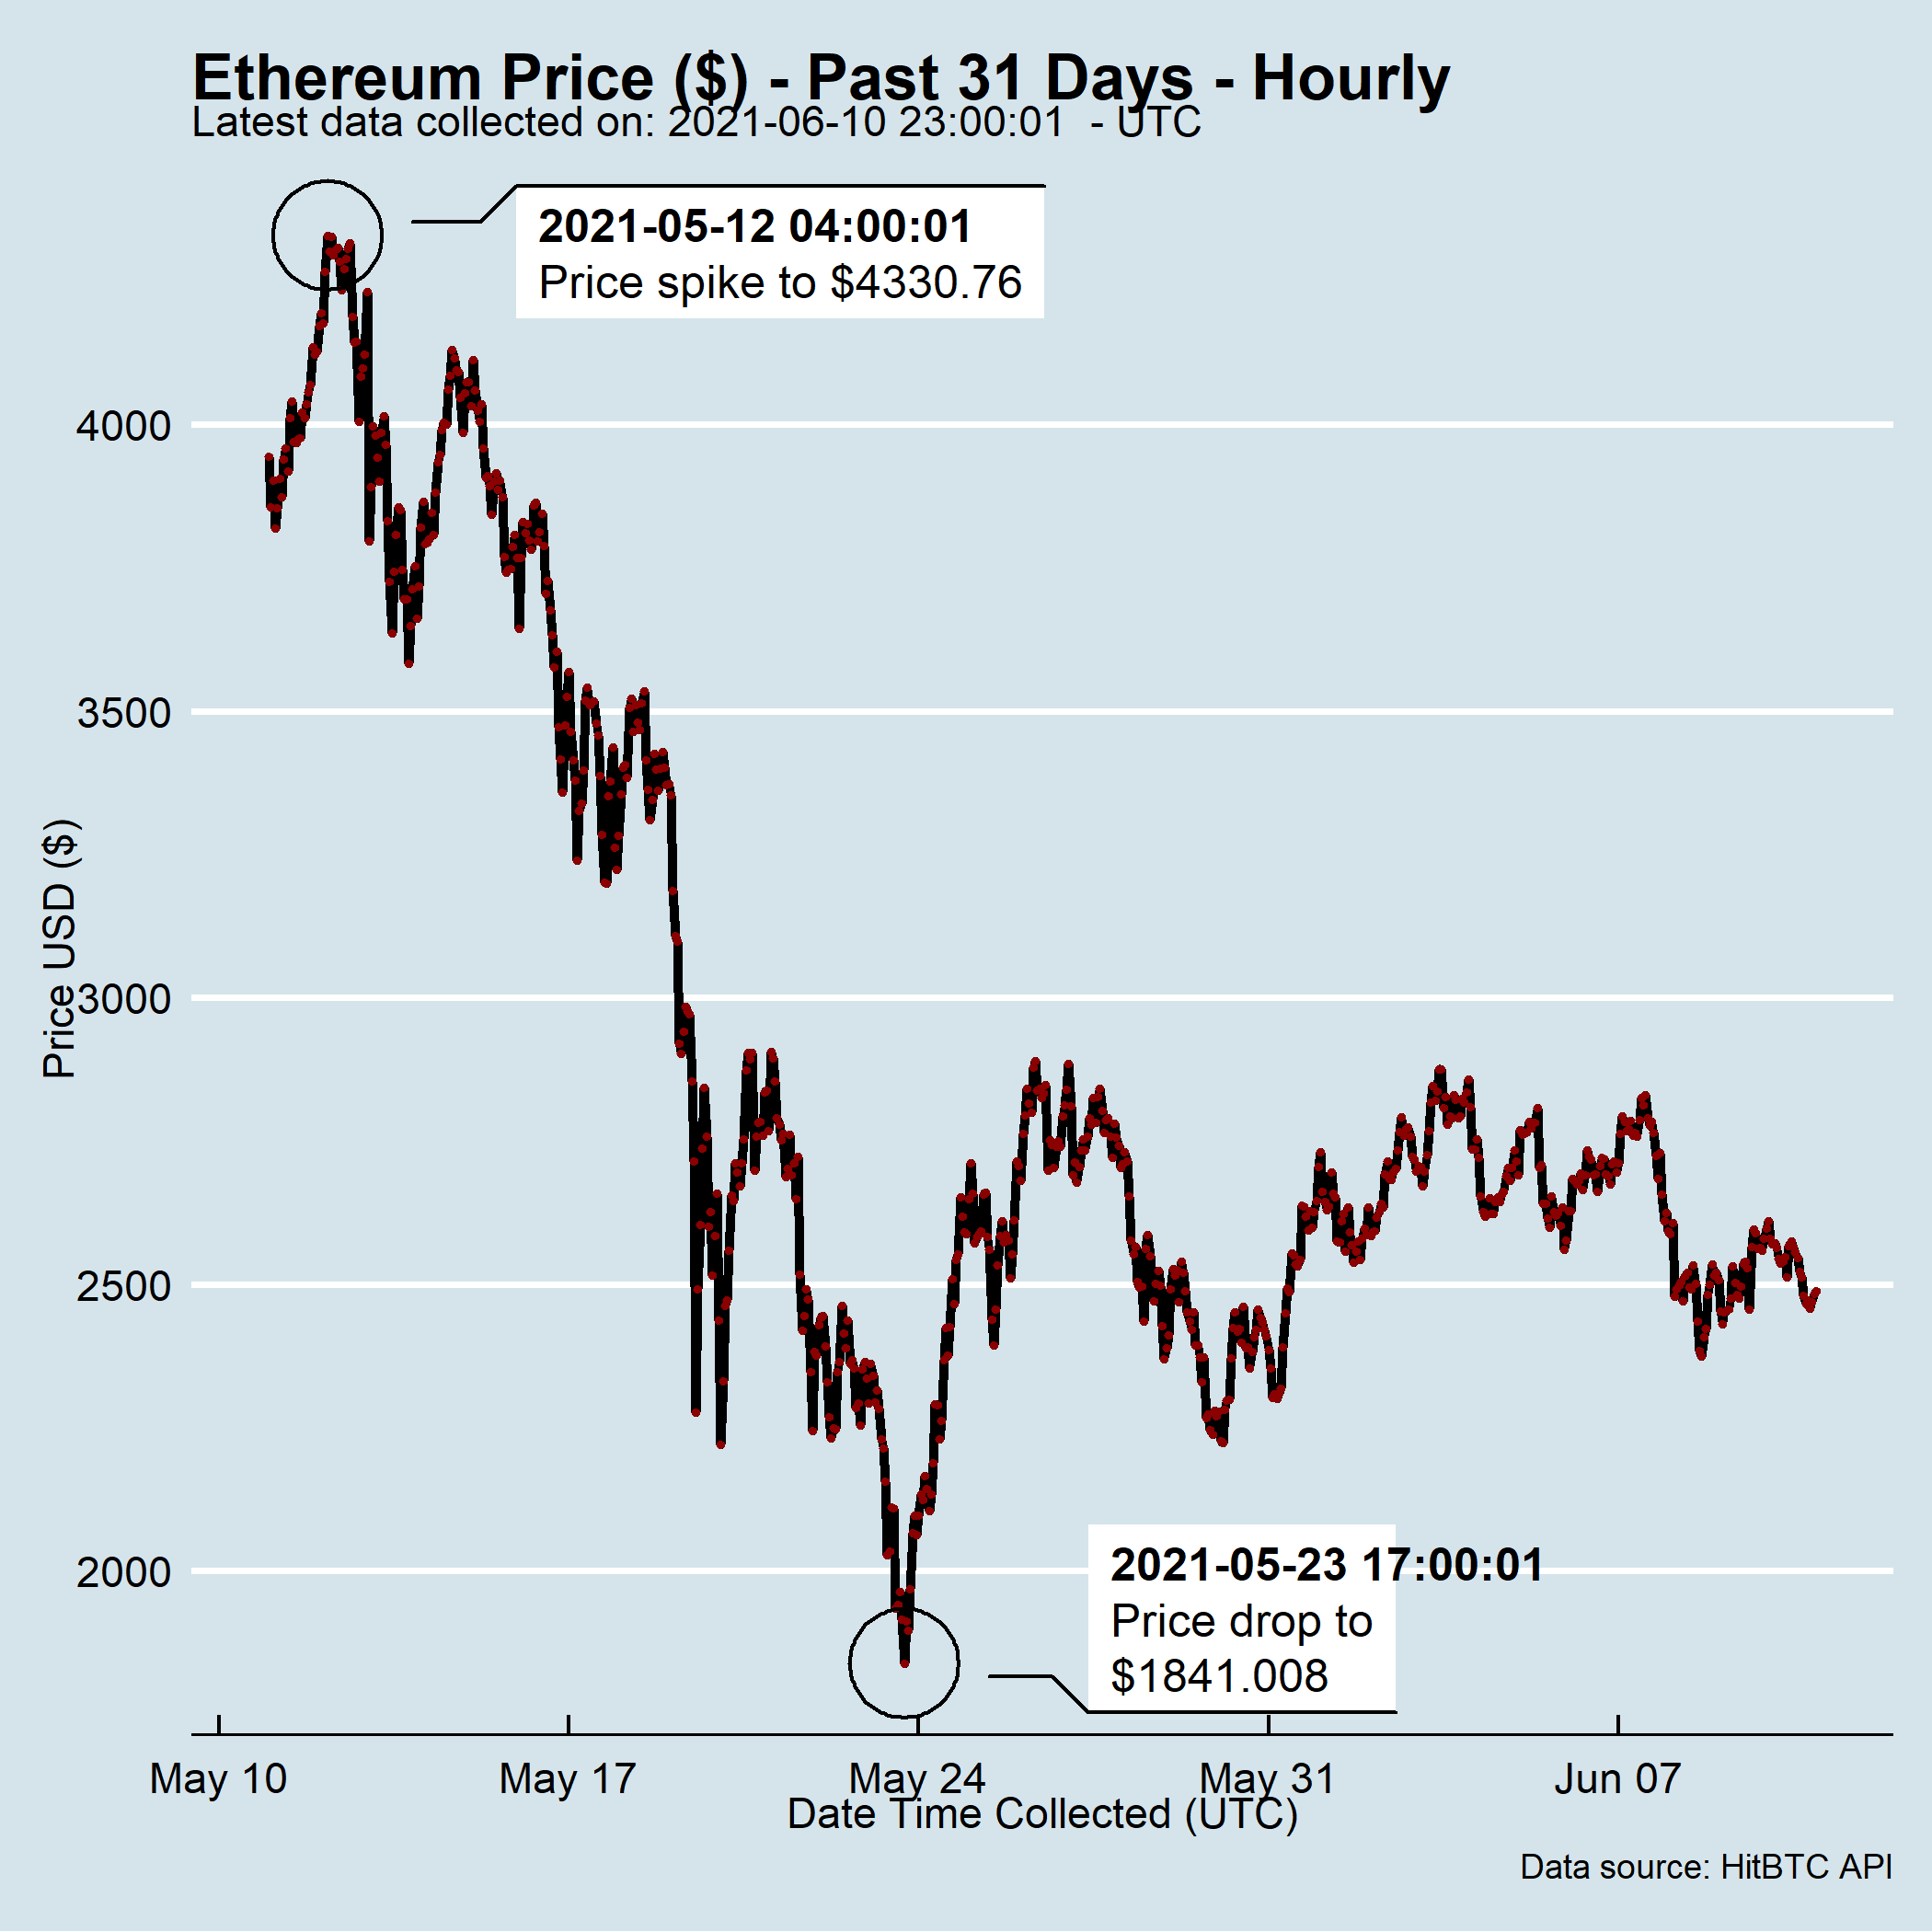 Ethereum Price ($) - Past 31 Days - Hourly
Latest data collected on: 2021-06-10 23:00:01  - UTC
2021-05-12 04:00:01
Price spike to $4330.76
4000
3500
3000
2500
2000
Price USD ($)
2021-05-23 17:00:01
Price drop to
$1841.008
May 10
May 17
May 24
May 31
Jun 07
Date Time Collected (UTC)
Data source: HitBTC API